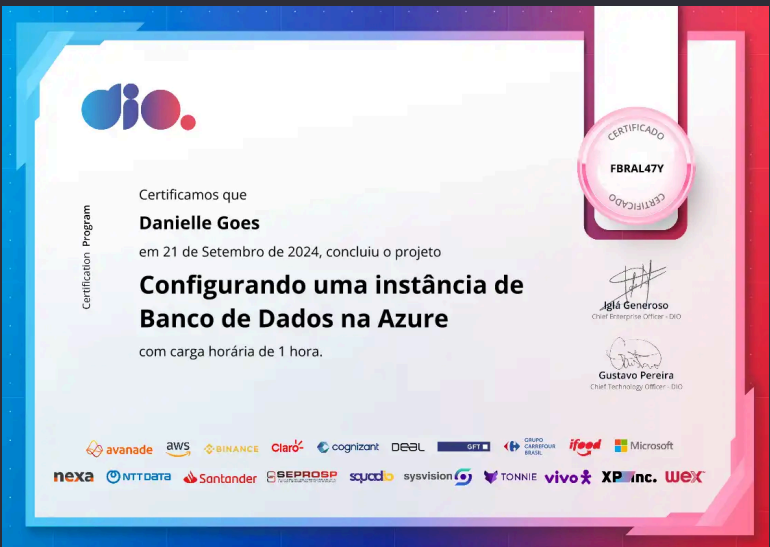 dio.
CERTIFICADO
FBRAL47Y
CERTIFICADO
Certification Program
Certificamos que
Danielle Goes
em 21 de Setembro de 2024, concluiu o projeto
Configurando uma instância de
Banco de Dados na Azure
com carga horária de 1 hora.
Iglá Generoso
Chief Enterprise Officer - DIO
Gustavo Pereira
Chief Technology Officer - DIO
avanade aws BINANCE Claro cognizant DEAL GFT GRUPO CARREFOUR BRASIL ifood Microsoft
nexa NTT DATA Santander SEPROSP squadio sysvision TONNIE vivo XP inc. wex